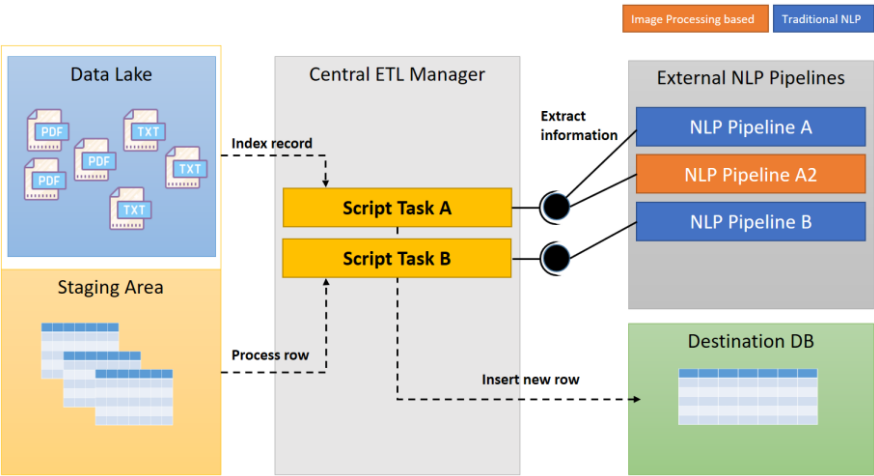 Image Processing based
Traditional NLP
Data Lake
PDF
TXT
PDF
PDF
TXT
TXT
Staging Area
Index record
Process row
Central ETL Manager
Script Task A
Script Task B
Extract
information
Insert new row
External NLP Pipelines
NLP Pipeline A
NLP Pipeline A2
NLP Pipeline B
Destination DB